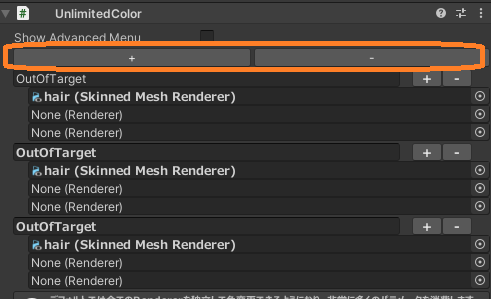 UnlimitedColor
Show Advanced Menu
+ -
OutOfTarget + -
hair (Skinned Mesh Renderer)
None (Renderer)
None (Renderer)
OutOfTarget + -
hair (Skinned Mesh Renderer)
None (Renderer)
None (Renderer)
OutOfTarget + -
hair (Skinned Mesh Renderer)
None (Renderer)
None (Renderer)